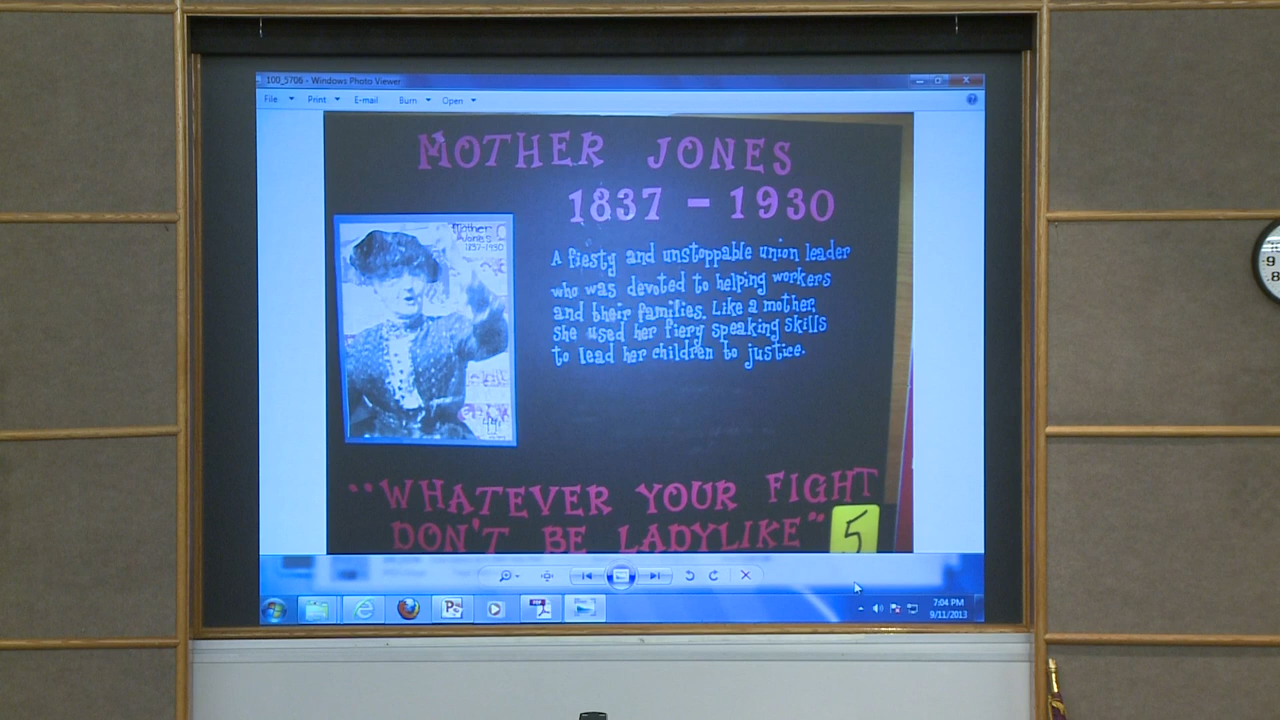 100_5706 - Windows Photo Viewer
File Print E-mail Burn Open
MOTHER JONES
1837 - 1930
Mother
Jones
1837-1930
A fiesty and unstoppable union leader
who was devoted to helping workers
and their families. Like a mother,
she used her fiery speaking skills
to lead her children to justice.
"WHATEVER YOUR FIGHT
DON'T BE LADYLIKE"
5
7:04 PM
9/11/2013
9
8